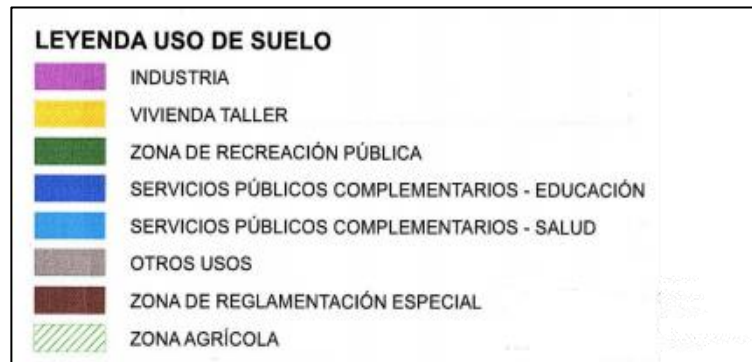 LEYENDA USO DE SUELO
INDUSTRIA
VIVIENDA TALLER
ZONA DE RECREACIÓN PÚBLICA
SERVICIOS PÚBLICOS COMPLEMENTARIOS - EDUCACIÓN
SERVICIOS PÚBLICOS COMPLEMENTARIOS - SALUD
OTROS USOS
ZONA DE REGLAMENTACIÓN ESPECIAL
ZONA AGRÍCOLA